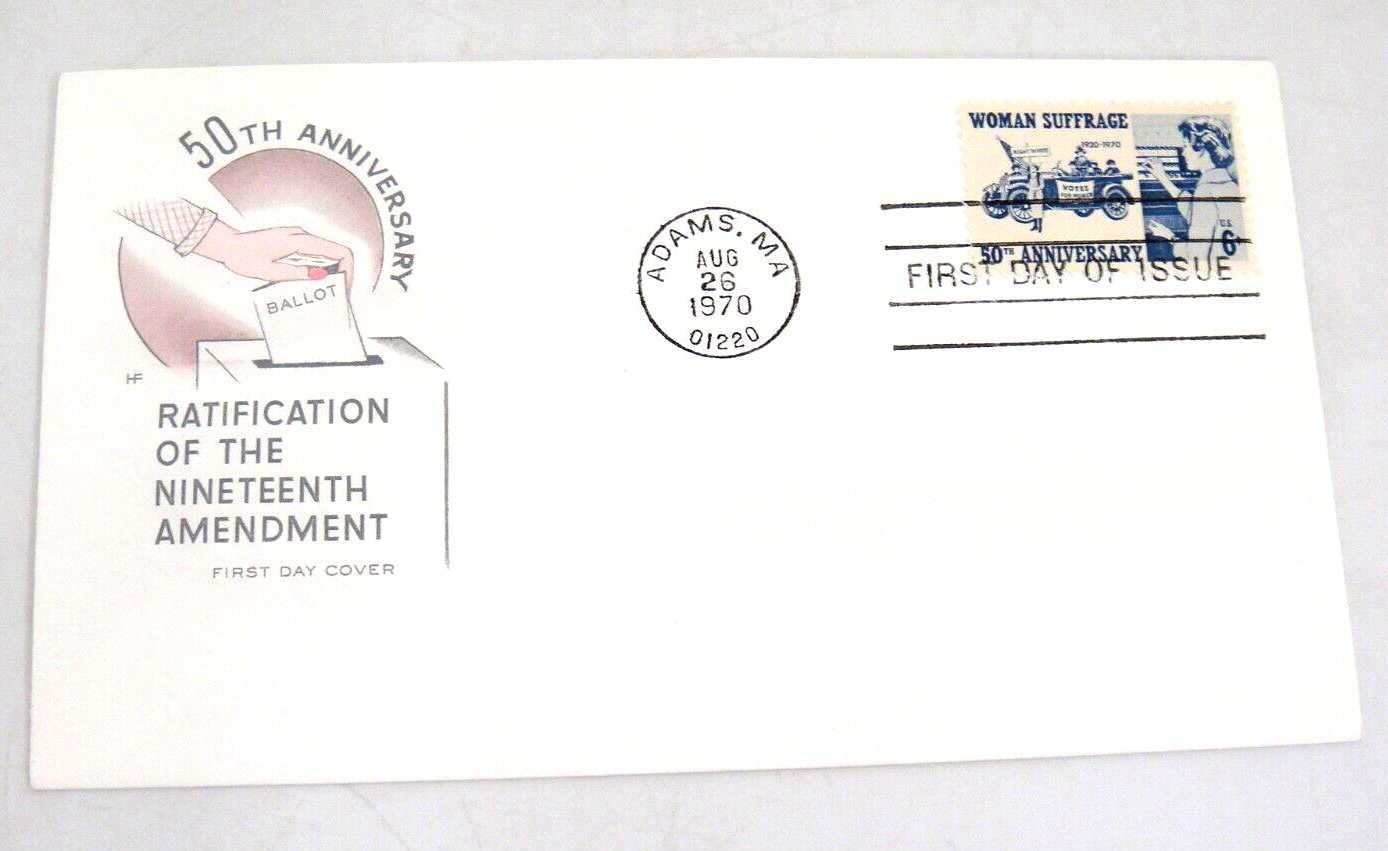 50TH ANNIVERSARY
BALLOT
HF
RATIFICATION
OF THE
NINETEENTH
AMENDMENT
FIRST DAY COVER
ADAMS, MA
AUG
26
1970
01220
WOMAN SUFFRAGE
1920-1970
VOTES
U.S.
6¢
50TH ANNIVERSARY
FIRST DAY OF ISSUE